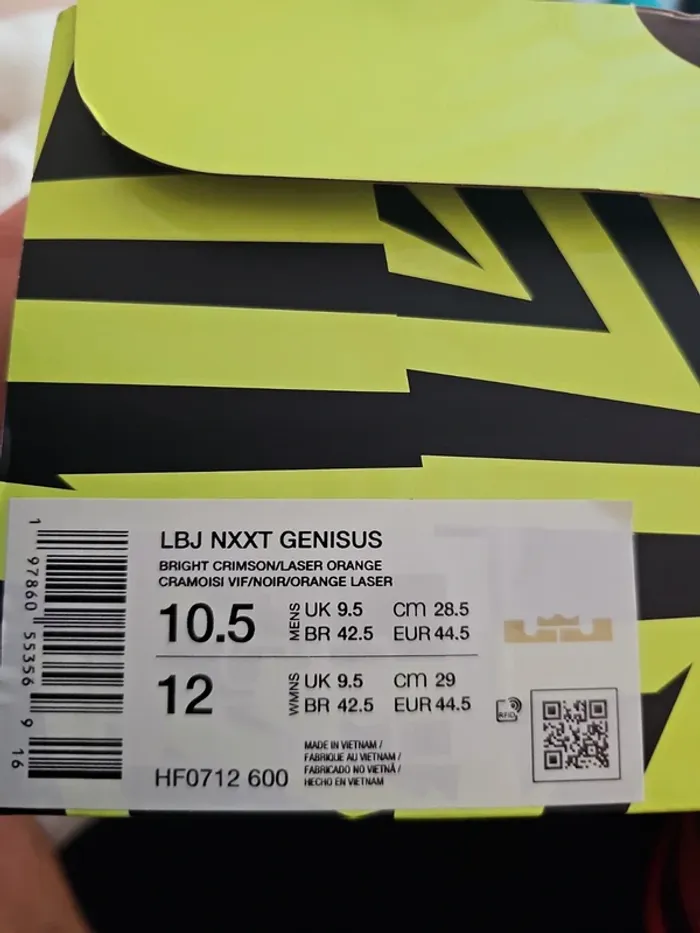 LBJ NXXT GENISUS
BRIGHT CRIMSON/LASER ORANGE
CRAMOISI VIF/NOIR/ORANGE LASER
10.5 MENS UK 9.5 cm 28.5
BR 42.5 EUR 44.5
12 WMNS UK 9.5 cm 29
BR 42.5 EUR 44.5
RFID
HF0712 600
MADE IN VIETNAM /
FABRIQUE AU VIETNAM /
FABRICADO NO VIETNÃ /
HECHO EN VIETNAM
1 97860 55356 9 16